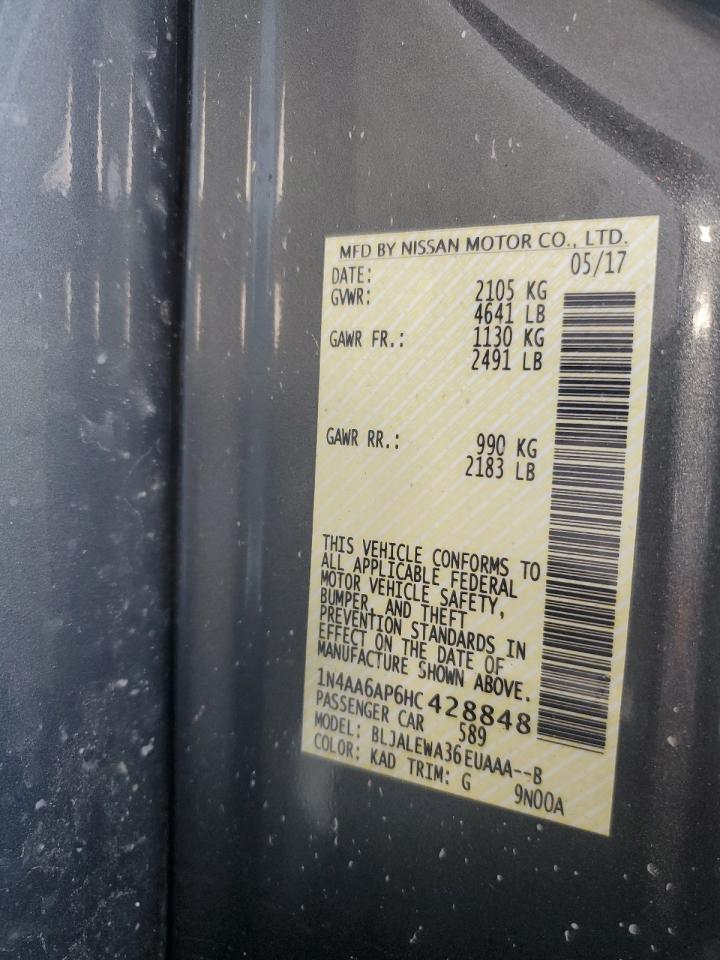 MFD BY NISSAN MOTOR CO., LTD.
DATE: 05/17
GVWR: 2105 KG
4641 LB
GAWR FR.: 1130 KG
2491 LB
GAWR RR.: 990 KG
2183 LB
THIS VEHICLE CONFORMS TO
ALL APPLICABLE FEDERAL
MOTOR VEHICLE SAFETY,
BUMPER, AND THEFT
PREVENTION STANDARDS IN
EFFECT ON THE DATE OF
MANUFACTURE SHOWN ABOVE.
1N4AA6AP6HC428848
PASSENGER CAR 589
MODEL: BLJALEWA36EUAAA--B
COLOR: KAD TRIM: G 9N00A